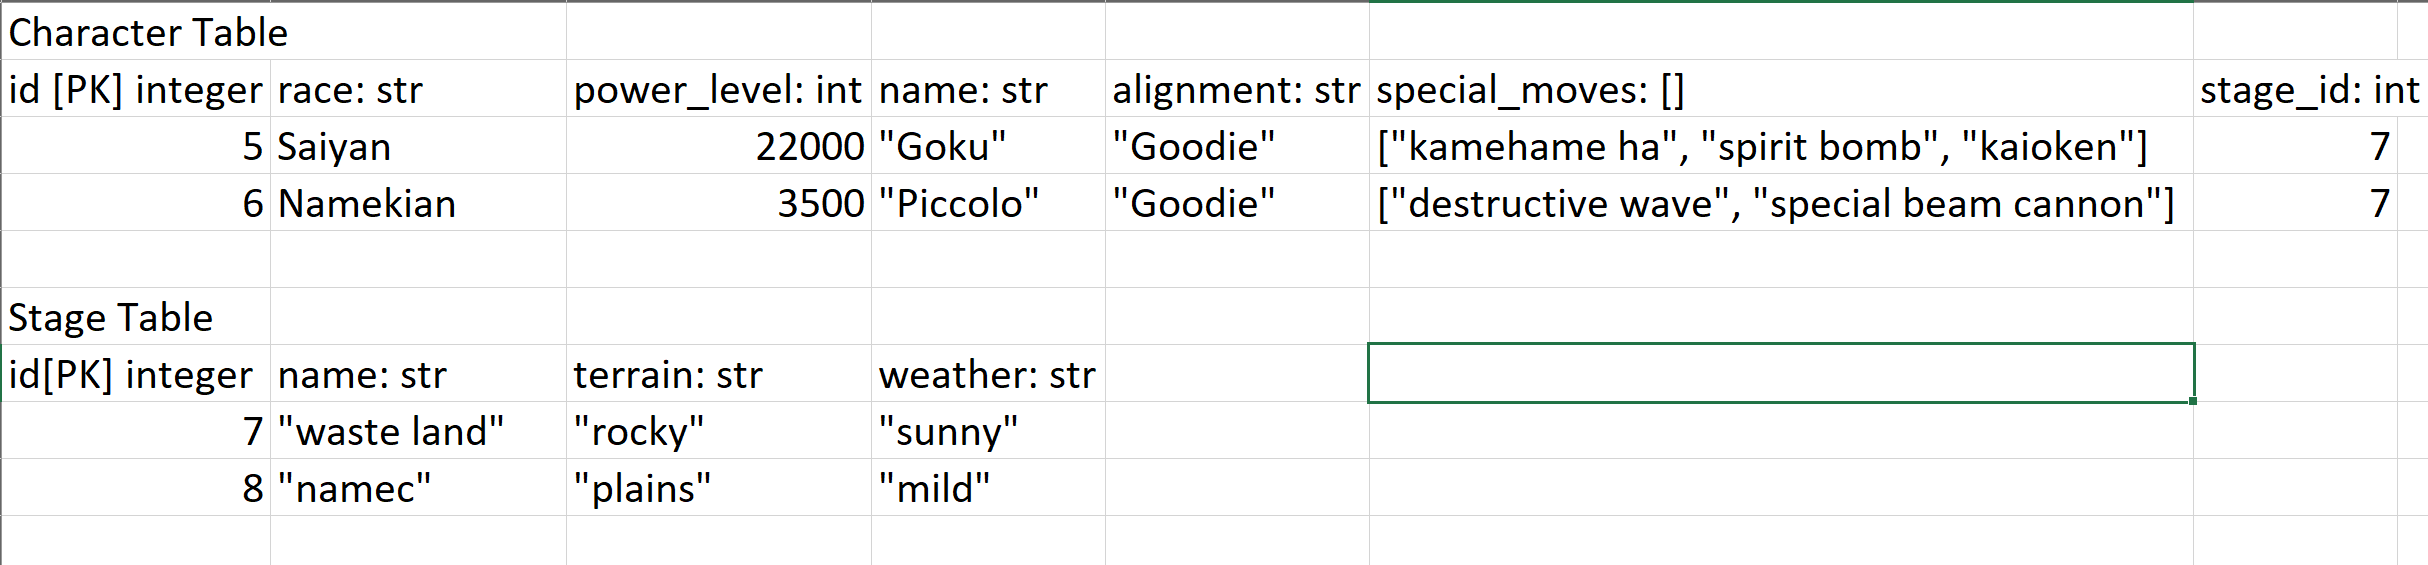 Character Table
id [PK] integer race: str power_level: int name: str alignment: str special_moves: [] stage_id: int
5 Saiyan 22000 "Goku" "Goodie" ["kamehame ha", "spirit bomb", "kaioken"] 7
6 Namekian 3500 "Piccolo" "Goodie" ["destructive wave", "special beam cannon"] 7
Stage Table
id[PK] integer name: str terrain: str weather: str
7 "waste land" "rocky" "sunny"
8 "namec" "plains" "mild"